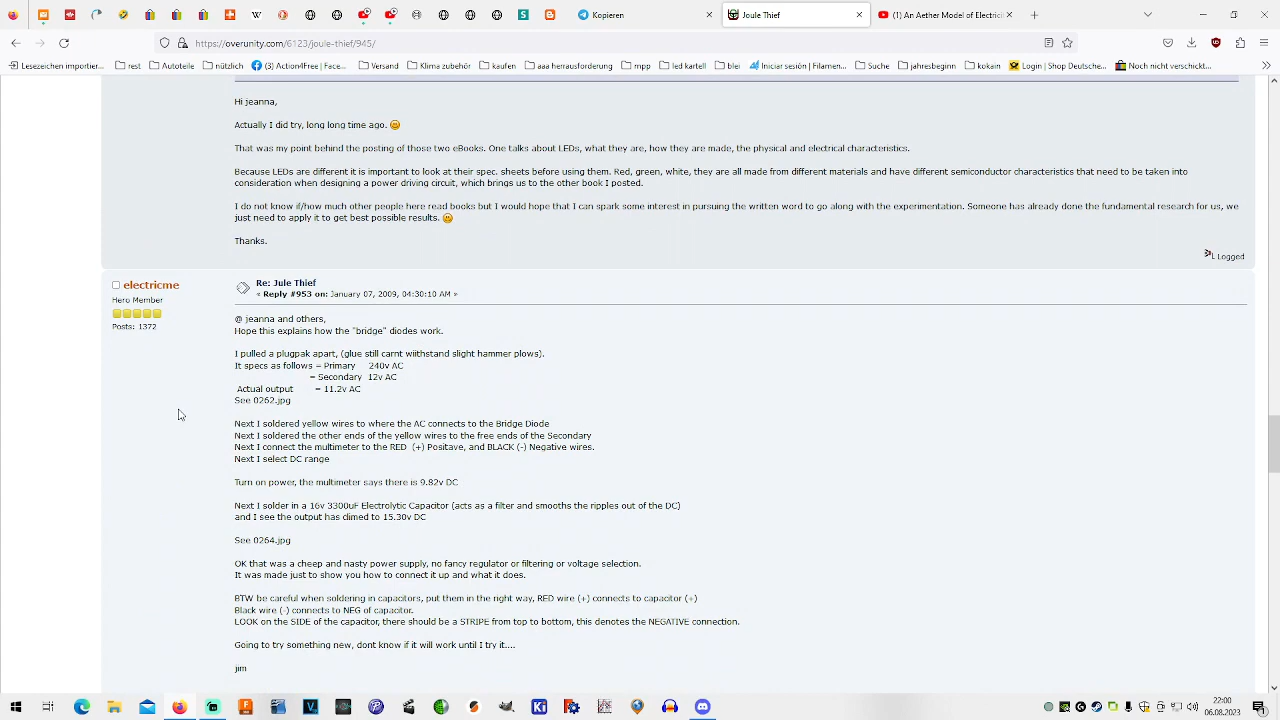 Kopieren
Joule Thief
(1) An Aether Model of Electricit
https://overunity.com/6123/joule-thief/945/
Lesezeichen importier...
rest
Autoteile
nützlich
(3) Action4Free | Face...
Versand
Klima zubehör
kaufen
aaa herrausforderung
mpp
led kartell
blei
Iniciar sesión | Filamen...
Suche
jahresbeginn
kokain
Login | Shop Deutsche...
Noch nicht verschickt...
Hi jeanna,
Actually I did try, long long time ago.
That was my point behind the posting of those two eBooks. One talks about LEDs, what they are, how they are made, the physical and electrical characteristics.
Because LEDs are different it is important to look at their spec. sheets before using them. Red, green, white, they are all made from different materials and have different semiconductor characteristics that need to be taken into
consideration when designing a power driving circuit, which brings us to the other book I posted.
I do not know if/how much other people here read books but I would hope that I can spark some interest in pursuing the written word to go along with the experimentation. Someone has already done the fundamental research for us, we
just need to apply it to get best possible results.
Thanks.
Logged
electricme
Hero Member
Posts: 1372
Re: Jule Thief
« Reply #953 on: January 07, 2009, 04:30:10 AM »
@ jeanna and others,
Hope this explains how the "bridge" diodes work.
I pulled a plugpak apart, (glue still carnt wiithstand slight hammer plows).
It specs as follows = Primary 240v AC
= Secondary 12v AC
Actual output = 11.2v AC
See 0262.jpg
Next I soldered yellow wires to where the AC connects to the Bridge Diode
Next I soldered the other ends of the yellow wires to the free ends of the Secondary
Next I connect the multimeter to the RED (+) Positave, and BLACK (-) Negative wires.
Next I select DC range
Turn on power, the multimeter says there is 9.82v DC
Next I solder in a 16v 3300uF Electrolytic Capacitor (acts as a filter and smooths the ripples out of the DC)
and I see the output has climed to 15.30v DC
See 0264.jpg
OK that was a cheep and nasty power supply, no fancy regulator or filtering or voltage selection.
It was made just to show you how to connect it up and what it does.
BTW be careful when soldering in capacitors, put them in the right way, RED wire (+) connects to capacitor (+)
Black wire (-) connects to NEG of capacitor.
LOOK on the SIDE of the capacitor, there should be a STRIPE from top to bottom, this denotes the NEGATIVE connection.
Going to try something new, dont know if it will work until I try it....
jim
22:00
06.08.2023